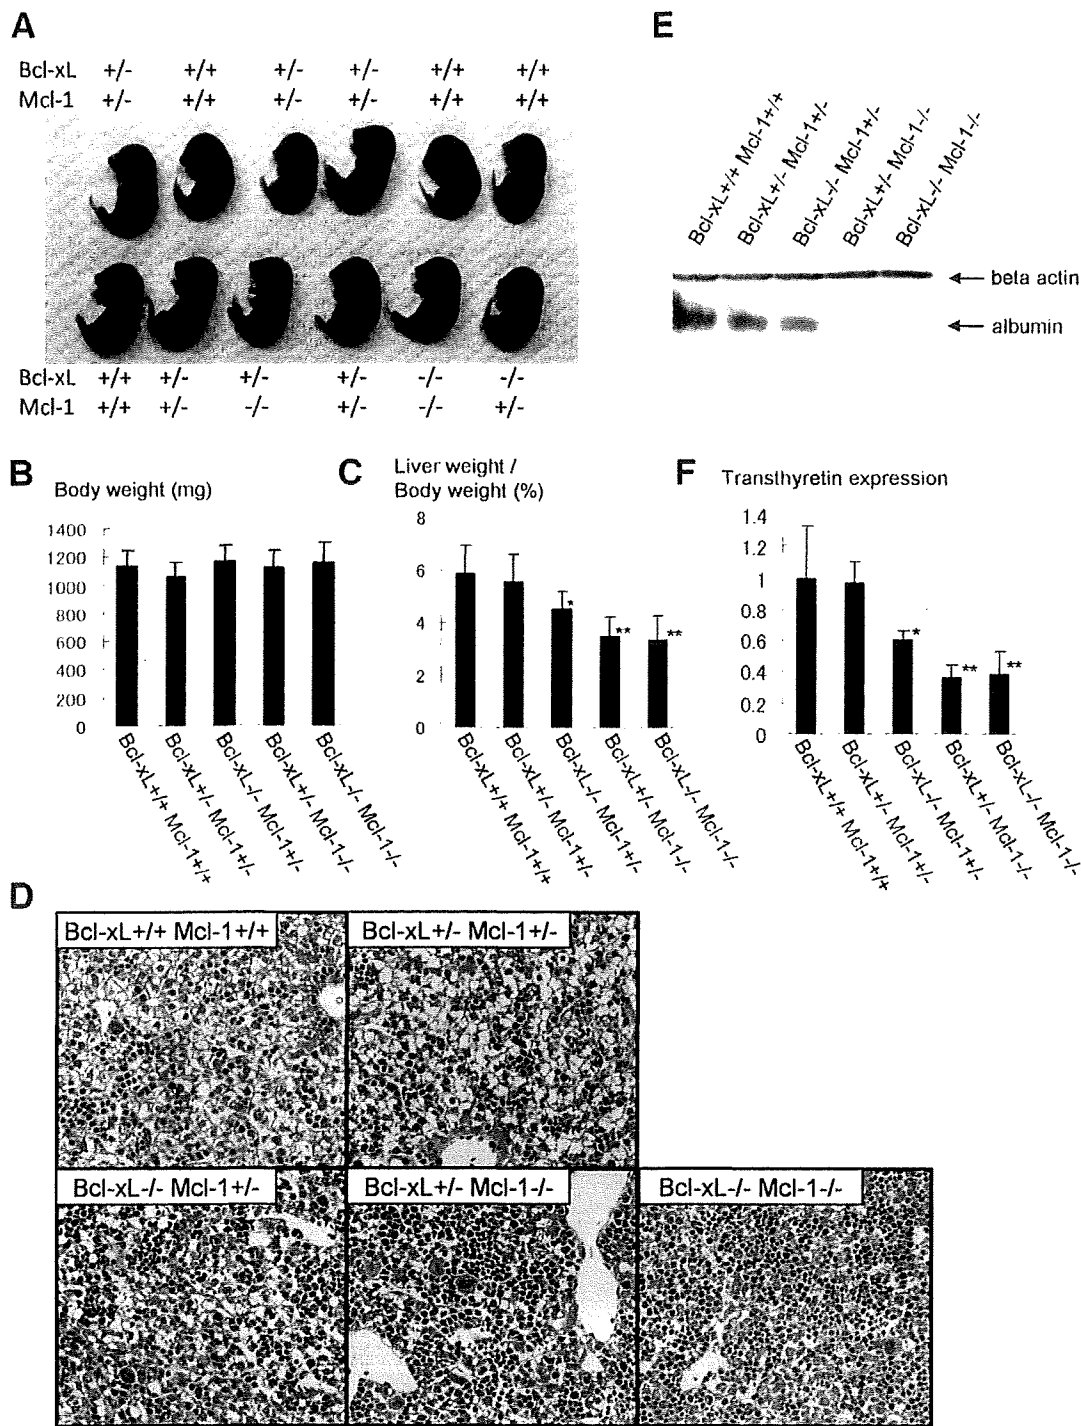 A
Bcl-xL +/- +/+ +/- +/- +/+ +/+
Mcl-1 +/- +/+ +/- +/- +/+ +/+
Bcl-xL +/+ +/- +/- +/- -/- -/-
Mcl-1 +/+ +/- -/- +/- -/- +/-
E
Bcl-xL+/+ Mcl-1+/+
Bcl-xL+/- Mcl-1+/-
Bcl-xL-/- Mcl-1+/-
Bcl-xL+/- Mcl-1-/-
Bcl-xL-/- Mcl-1-/-
beta actin
albumin
B
Body weight (mg)
1400
1200
1000
800
600
400
200
0
Bcl-xL+/+ Mcl-1+/+
Bcl-xL+/- Mcl-1+/-
Bcl-xL-/- Mcl-1+/-
Bcl-xL+/- Mcl-1-/-
Bcl-xL-/- Mcl-1-/-
C
Liver weight /
Body weight (%)
8
6
4
2
0
*
**
**
Bcl-xL+/+ Mcl-1+/+
Bcl-xL+/- Mcl-1+/-
Bcl-xL-/- Mcl-1+/-
Bcl-xL+/- Mcl-1-/-
Bcl-xL-/- Mcl-1-/-
F
Transthyretin expression
1.4
1.2
1
0.8
0.6
0.4
0.2
0
*
**
**
Bcl-xL+/+ Mcl-1+/+
Bcl-xL+/- Mcl-1+/-
Bcl-xL-/- Mcl-1+/-
Bcl-xL+/- Mcl-1-/-
Bcl-xL-/- Mcl-1-/-
D
Bcl-xL+/+ Mcl-1+/+
Bcl-xL+/- Mcl-1+/-
Bcl-xL-/- Mcl-1+/-
Bcl-xL+/- Mcl-1-/-
Bcl-xL-/- Mcl-1-/-